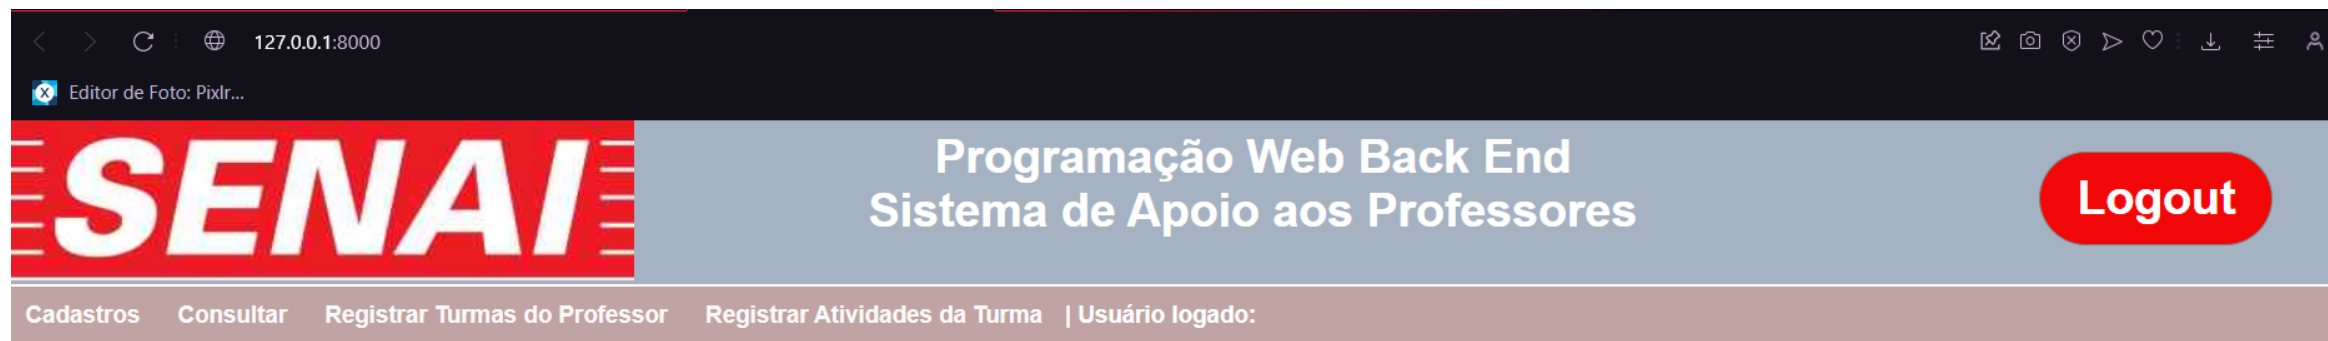 127.0.0.1:8000
Editor de Foto: Pixlr...
SENAI
Programação Web Back End
Sistema de Apoio aos Professores
Logout
Cadastros Consultar Registrar Turmas do Professor Registrar Atividades da Turma | Usuário logado: